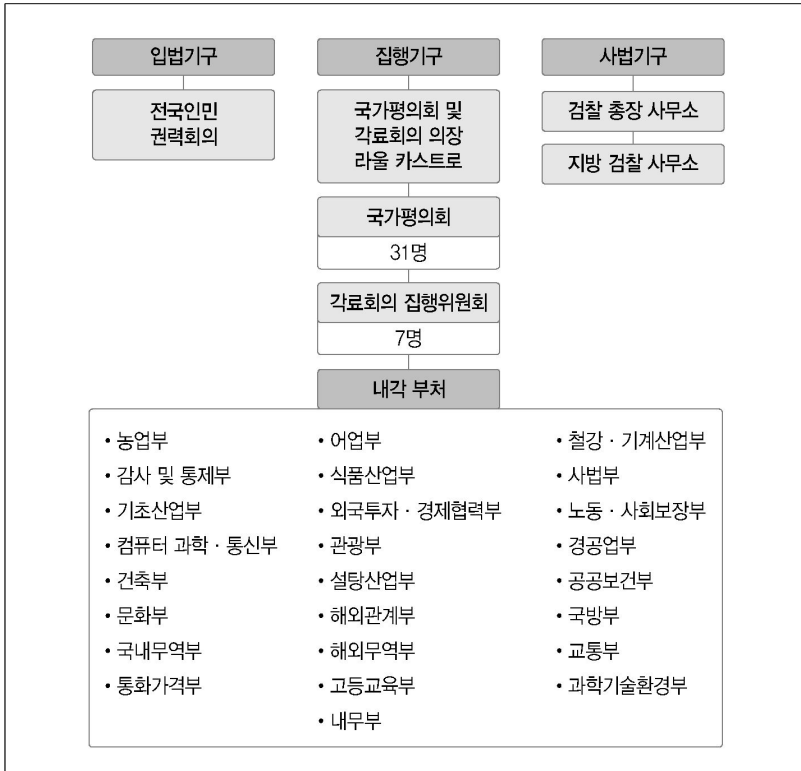 입법기구
전국인민
권력회의
집행기구
국가평의회 및
각료회의 의장
라울 카스트로
국가평의회
31명
각료회의 집행위원회
7명
사법기구
검찰 총장 사무소
지방 검찰 사무소
내각 부처
• 농업부
• 감사 및 통제부
• 기초산업부
• 컴퓨터 과학 · 통신부
• 건축부
• 문화부
• 국내무역부
• 통화가격부
• 어업부
• 식품산업부
• 외국투자 · 경제협력부
• 관광부
• 설탕산업부
• 해외관계부
• 해외무역부
• 고등교육부
• 내무부
• 철강 · 기계산업부
• 사법부
• 노동 · 사회보장부
• 경공업부
• 공공보건부
• 국방부
• 교통부
• 과학기술환경부